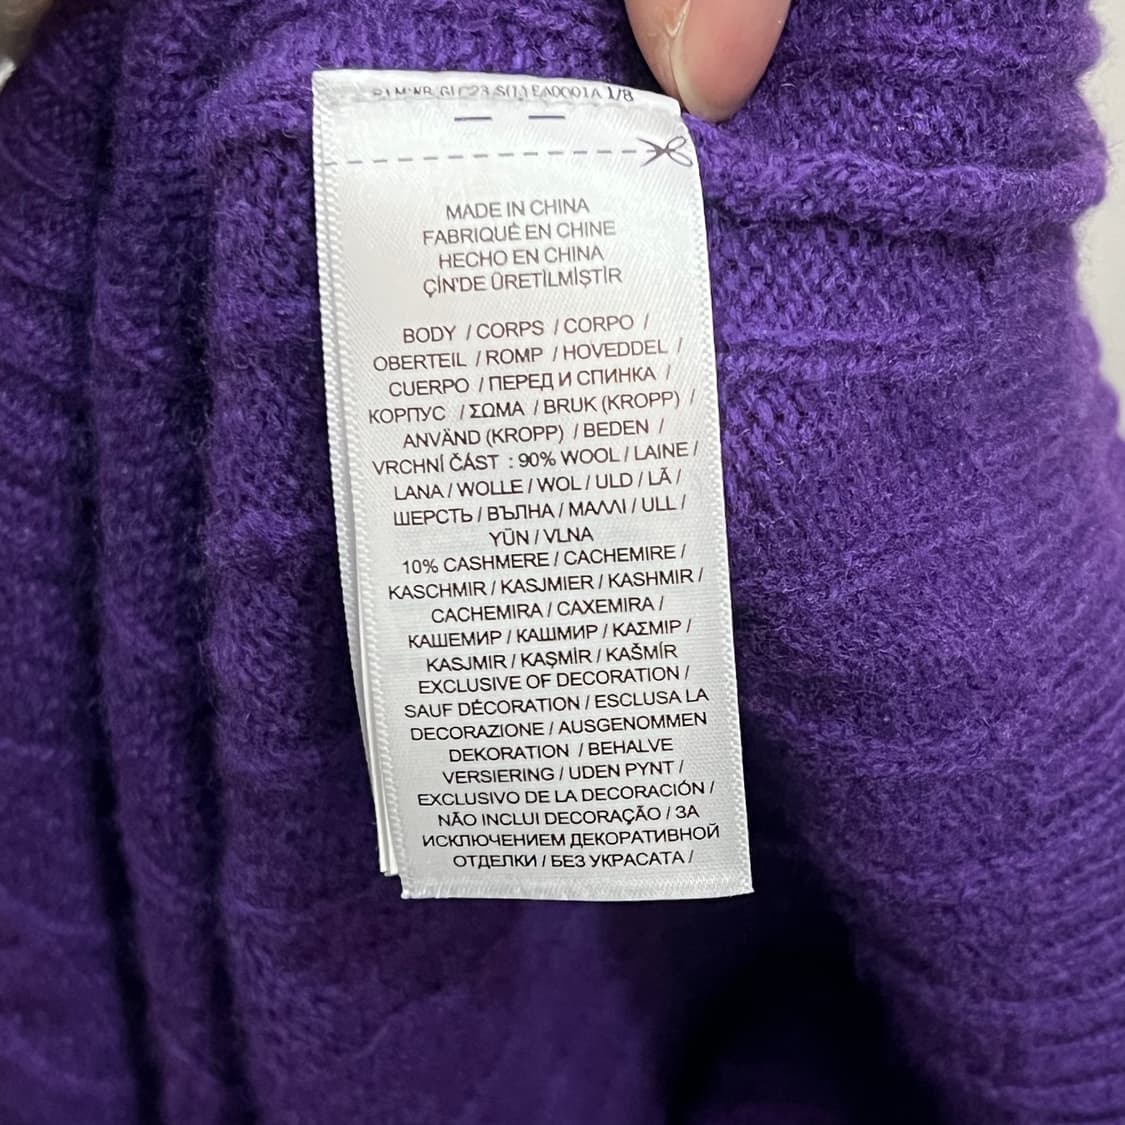 1/8
MADE IN CHINA
FABRIQUÉ EN CHINE
HECHO EN CHINA
ÇİN'DE ÜRETİLMİŞTİR
BODY / CORPS / CORPO /
OBERTEIL / ROMP / HOVEDDEL /
CUERPO / ПЕРЕД И СПИНКА /
КОРПУС / ΣΩΜΑ / BRUK (KROPP) /
ANVÄND (KROPP) / BEDEN /
VRCHNÍ ČÁST : 90% WOOL / LAINE /
LANA / WOLLE / WOL / ULD / LÃ /
ШЕРСТЬ / ВЪЛНА / ΜΑΛΛΙ / ULL /
YÜN / VLNA
10% CASHMERE / CACHEMIRE /
KASCHMIR / KASJMIER / KASHMIR /
CACHEMIRA / CAXEMIRA /
КАШЕМИР / КАШМИР / ΚΑΣΜΙΡ /
KASJMIR / KAŞMİR / KAŠMÍR
EXCLUSIVE OF DECORATION /
SAUF DÉCORATION / ESCLUSA LA
DECORAZIONE / AUSGENOMMEN
DEKORATION / BEHALVE
VERSIERING / UDEN PYNT /
EXCLUSIVO DE LA DECORACIÓN /
NÃO INCLUI DECORAÇÃO / ЗА
ИСКЛЮЧЕНИЕМ ДЕКОРАТИВНОЙ
ОТДЕЛКИ / БЕЗ УКРАСАТА /